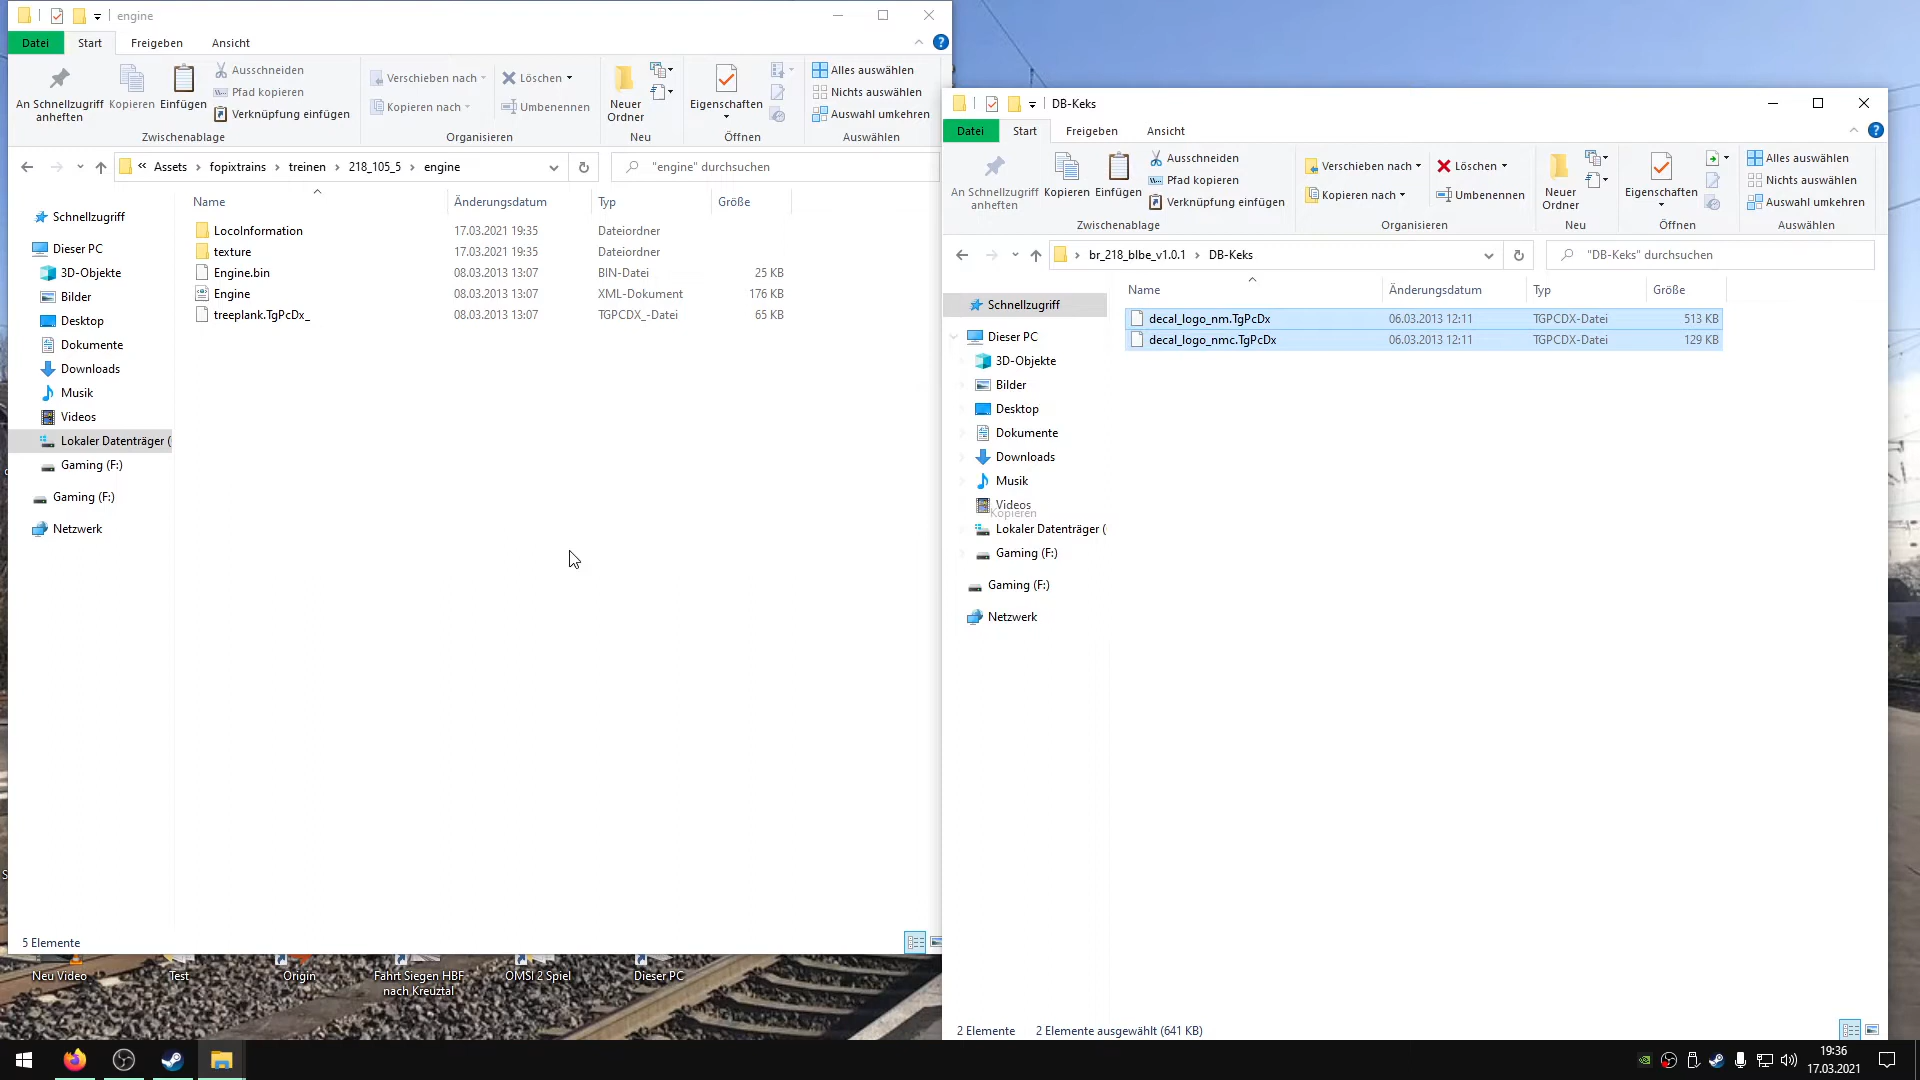 engine
Datei
Start
Freigeben
Ansicht
An Schnellzugriff
anheften
Kopieren
Einfügen
Ausschneiden
Pfad kopieren
Verknüpfung einfügen
Zwischenablage
Verschieben nach
Kopieren nach
Löschen
Umbenennen
Organisieren
Neuer
Ordner
Neu
Eigenschaften
Öffnen
Alles auswählen
Nichts auswählen
Auswahl umkehren
Auswählen
« Assets › fopixtrains › treinen › 218_105_5 › engine
"engine" durchsuchen
Name
Änderungsdatum
Typ
Größe
Schnellzugriff
Dieser PC
3D-Objekte
Bilder
Desktop
Dokumente
Downloads
Musik
Videos
Lokaler Datenträger (
Gaming (F:)
Gaming (F:)
Netzwerk
LocoInformation 17.03.2021 19:35 Dateiordner
texture 17.03.2021 19:35 Dateiordner
Engine.bin 08.03.2013 13:07 BIN-Datei 25 KB
Engine 08.03.2013 13:07 XML-Dokument 176 KB
treeplank.TgPcDx_ 08.03.2013 13:07 TGPCDX_-Datei 65 KB
5 Elemente
DB-Keks
Datei
Start
Freigeben
Ansicht
An Schnellzugriff
anheften
Kopieren
Einfügen
Ausschneiden
Pfad kopieren
Verknüpfung einfügen
Zwischenablage
Verschieben nach
Kopieren nach
Löschen
Umbenennen
Organisieren
Neuer
Ordner
Neu
Eigenschaften
Öffnen
Alles auswählen
Nichts auswählen
Auswahl umkehren
Auswählen
› br_218_blbe_v1.0.1 › DB-Keks
"DB-Keks" durchsuchen
Name
Änderungsdatum
Typ
Größe
Schnellzugriff
Dieser PC
3D-Objekte
Bilder
Desktop
Dokumente
Downloads
Musik
Videos
Kopieren
Lokaler Datenträger (
Gaming (F:)
Gaming (F:)
Netzwerk
decal_logo_nm.TgPcDx 06.03.2013 12:11 TGPCDX-Datei 513 KB
decal_logo_nmc.TgPcDx 06.03.2013 12:11 TGPCDX-Datei 129 KB
2 Elemente
2 Elemente ausgewählt (641 KB)
Neu Video
Test
Origin
Fahrt Siegen HBF
nach Kreuztal
OMSI 2 Spiel
Dieser PC
19:36
17.03.2021